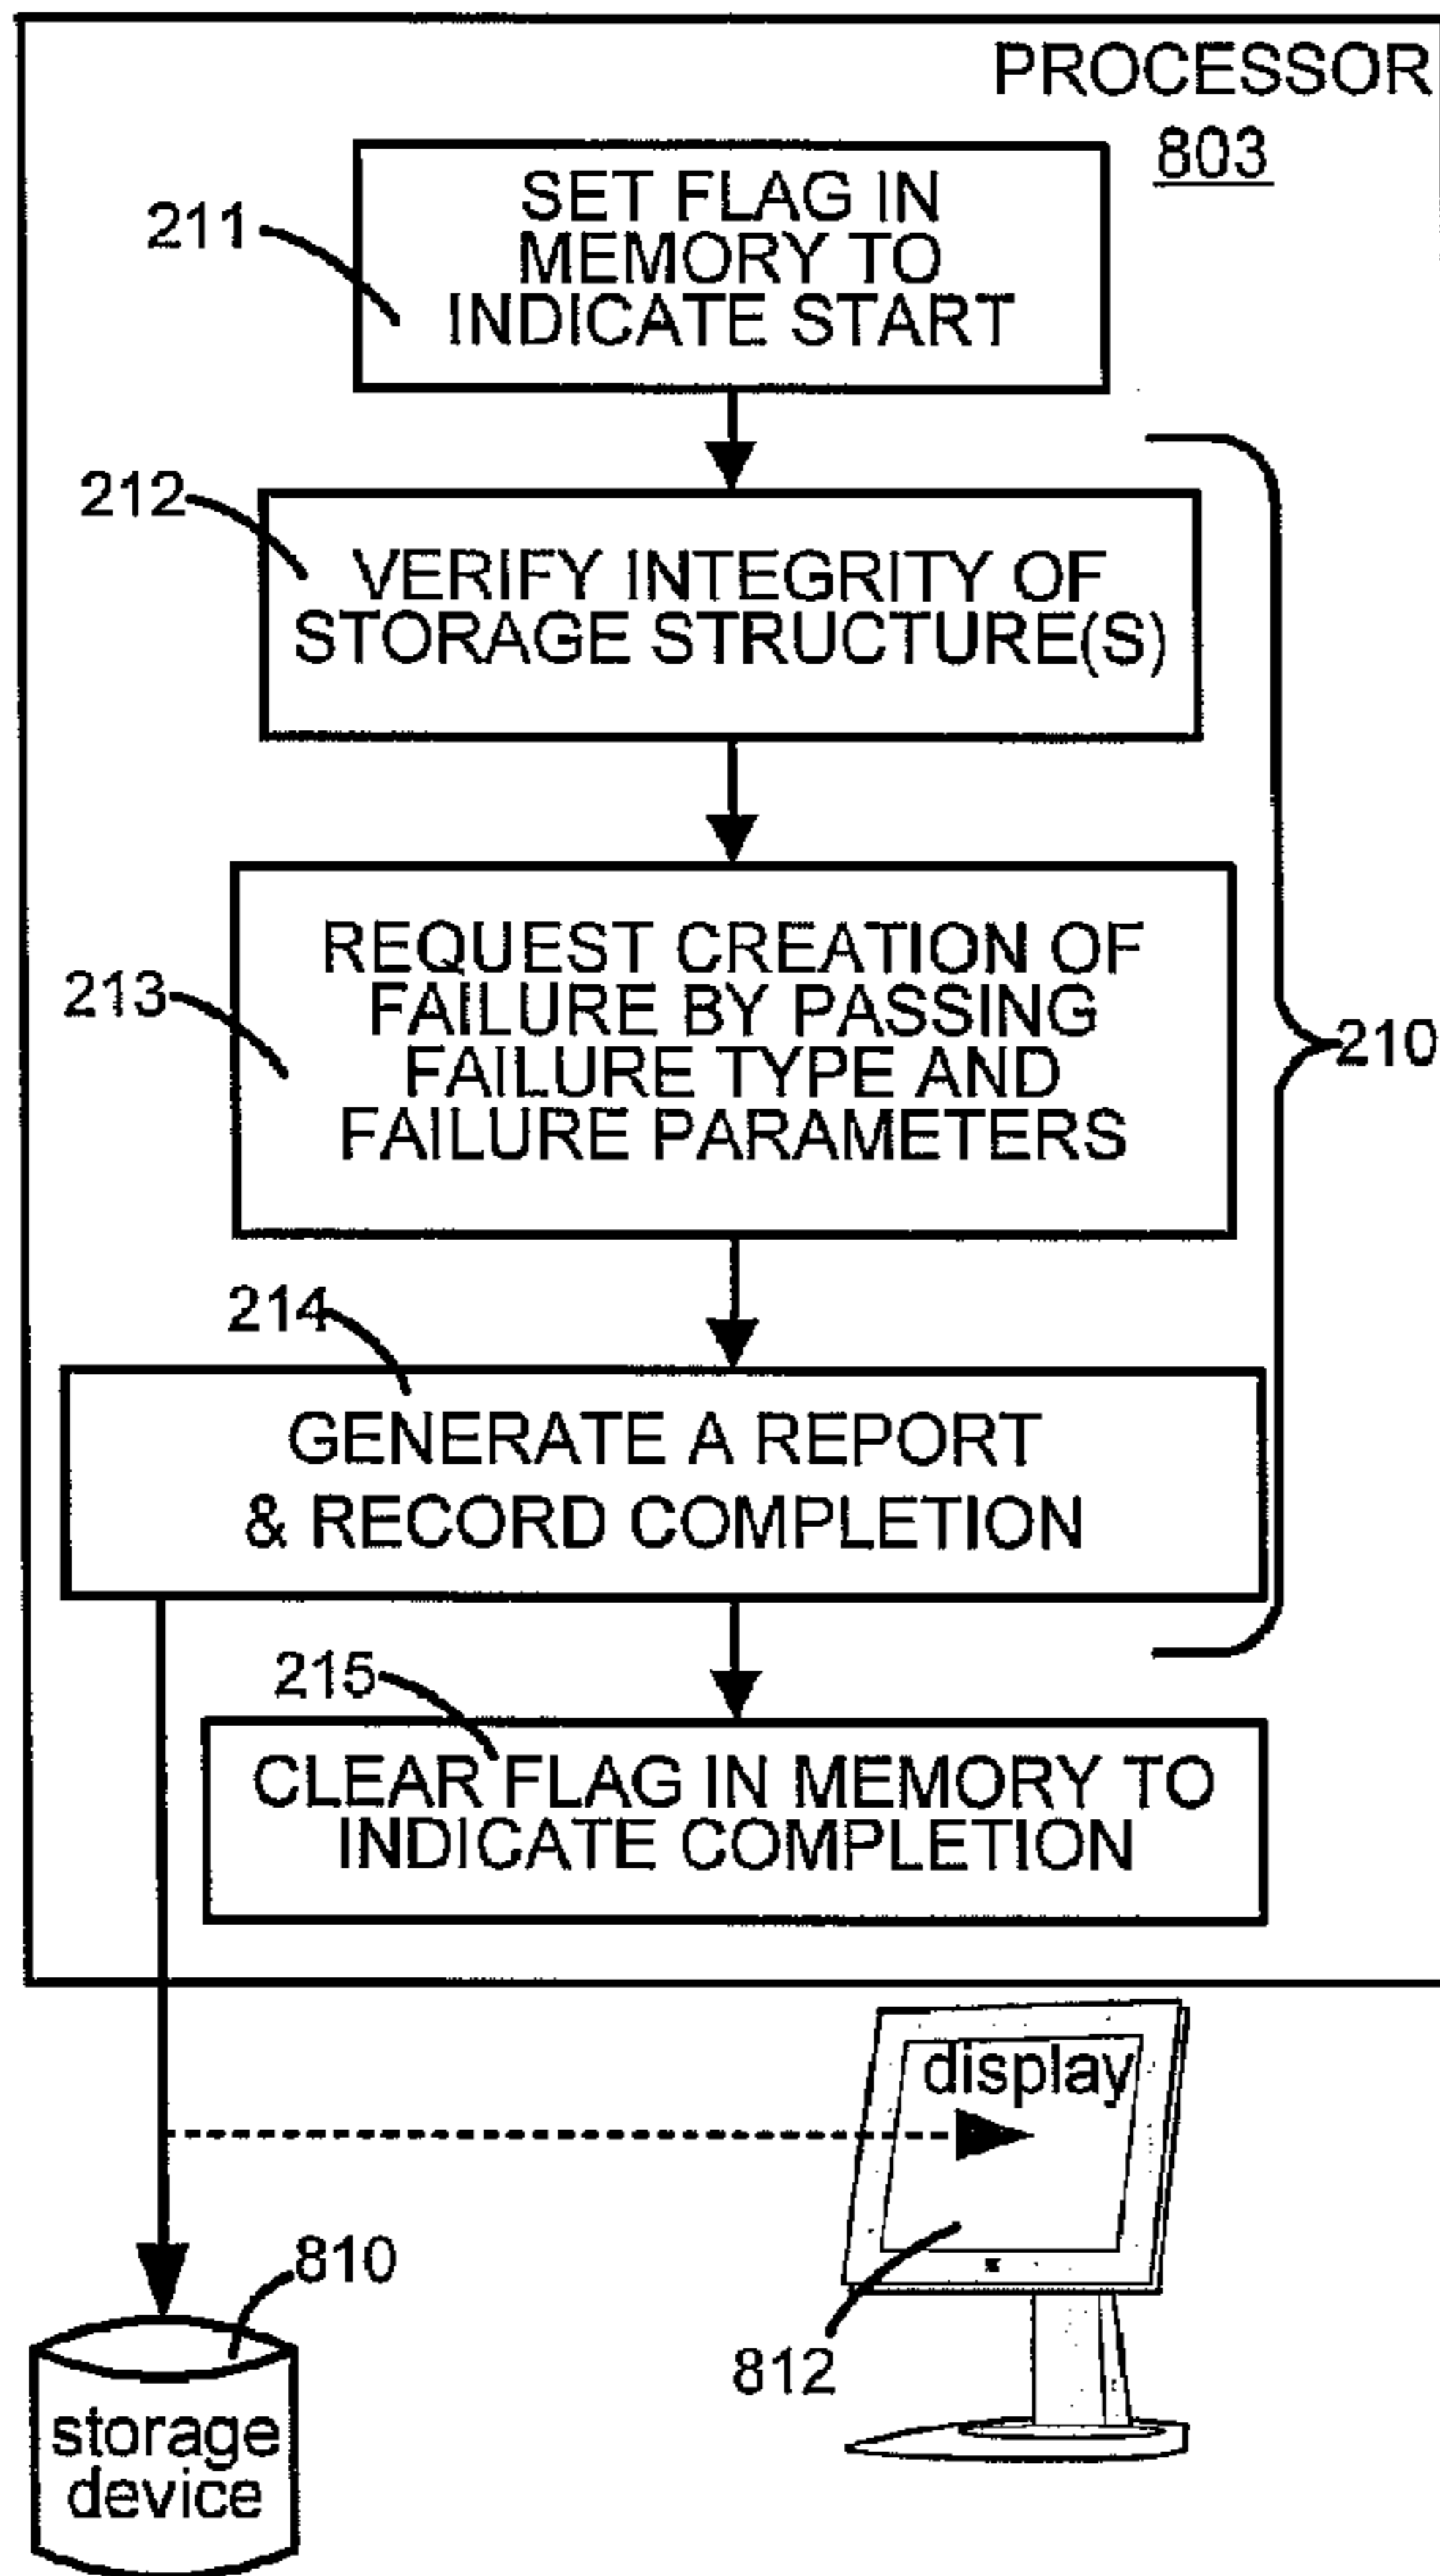 PROCESSOR
803
211
SET FLAG IN
MEMORY TO
INDICATE START
212
VERIFY INTEGRITY OF
STORAGE STRUCTURE(S)
213
REQUEST CREATION OF
FAILURE BY PASSING
FAILURE TYPE AND
FAILURE PARAMETERS
210
214
GENERATE A REPORT
& RECORD COMPLETION
215
CLEAR FLAG IN MEMORY TO
INDICATE COMPLETION
display
810
812
storage
device